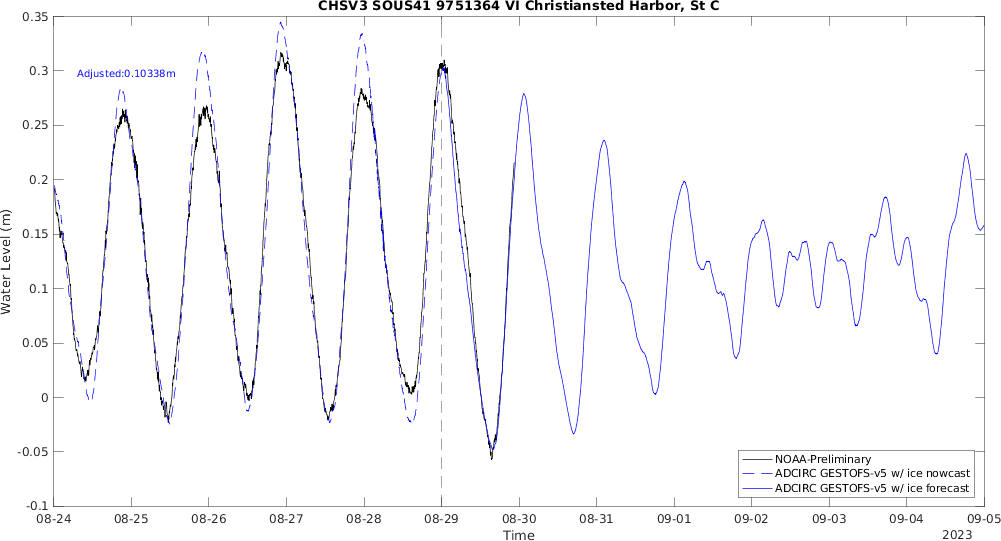 CHSV3 SOUS41 9751364 VI Christiansted Harbor, St C
0.35
0.3
0.25
0.2
0.15
0.1
0.05
0
-0.05
-0.1
Water Level (m)
Adjusted:0.10338m
NOAA-Preliminary
ADCIRC GESTOFS-v5 w/ ice nowcast
ADCIRC GESTOFS-v5 w/ ice forecast
08-24 08-25 08-26 08-27 08-28 08-29 08-30 08-31 09-01 09-02 09-03 09-04 09-05
Time
2023